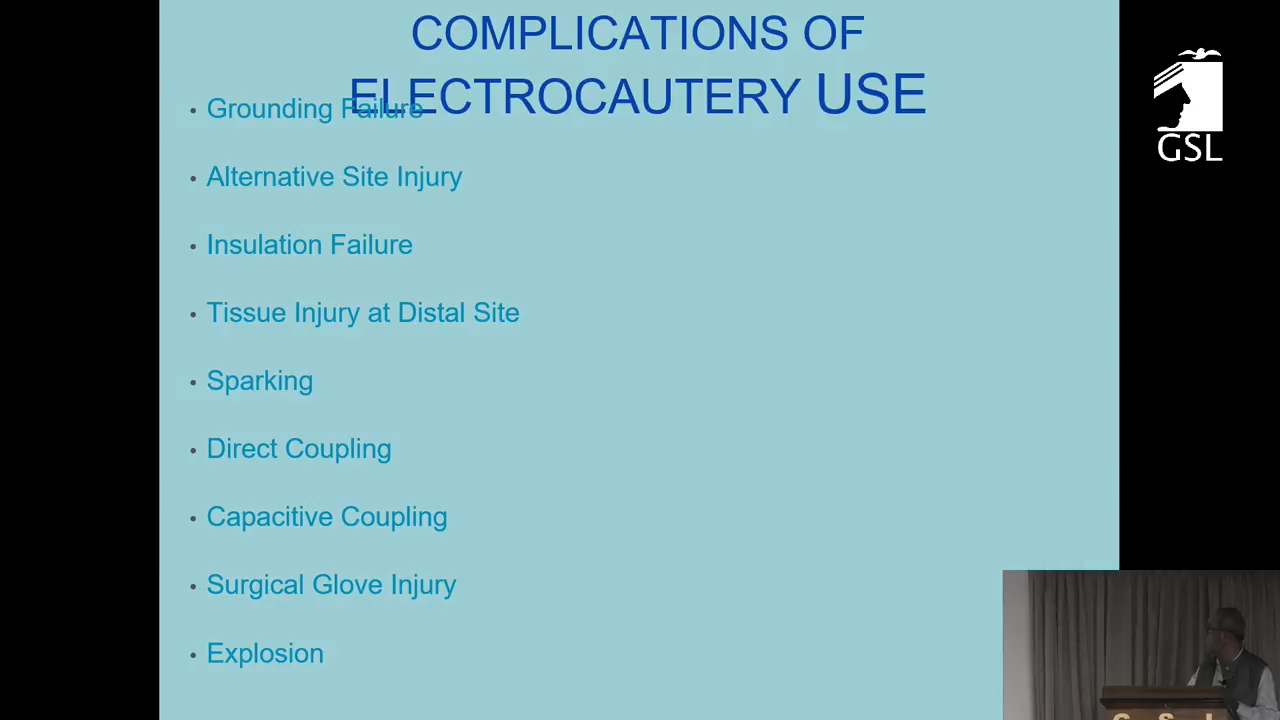 COMPLICATIONS OF
ELECTROCAUTERY USE
• Grounding Failure
• Alternative Site Injury
• Insulation Failure
• Tissue Injury at Distal Site
• Sparking
• Direct Coupling
• Capacitive Coupling
• Surgical Glove Injury
• Explosion
GSL
G S L